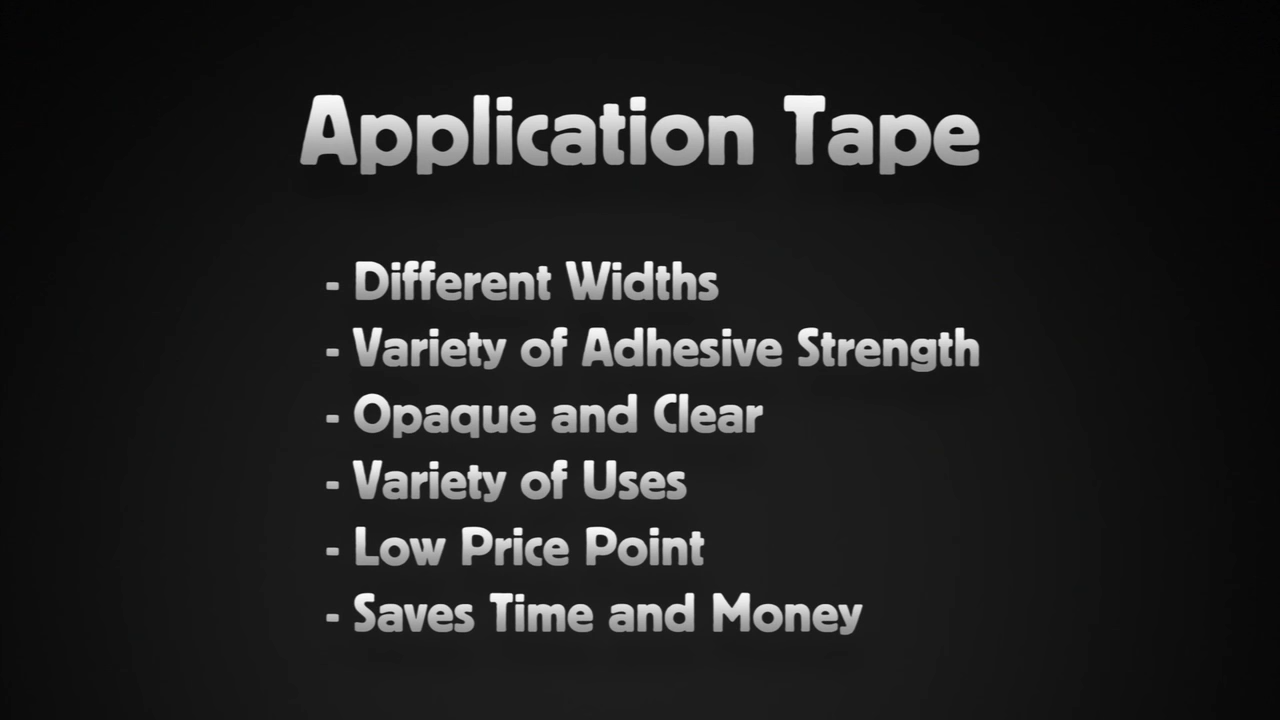 Application Tape
- Different Widths
- Variety of Adhesive Strength
- Opaque and Clear
- Variety of Uses
- Low Price Point
- Saves Time and Money